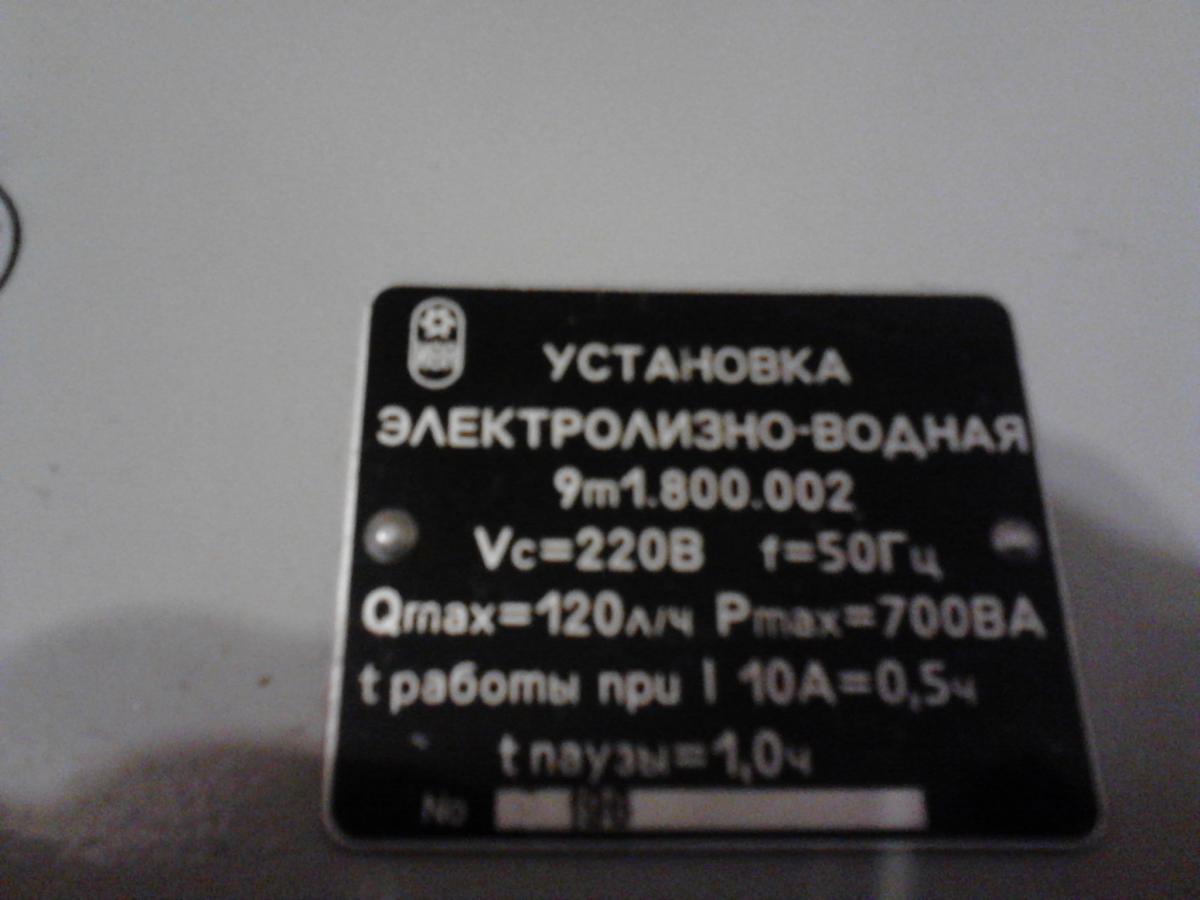 УСТАНОВКА
ЭЛЕКТРОЛИЗНО-ВОДНАЯ
9m1.800.002
Vc=220В f=50Гц
Qmax=120л/ч Pmax=700ВА
t работы при I 10А=0,5ч
t паузы=1,0ч
No